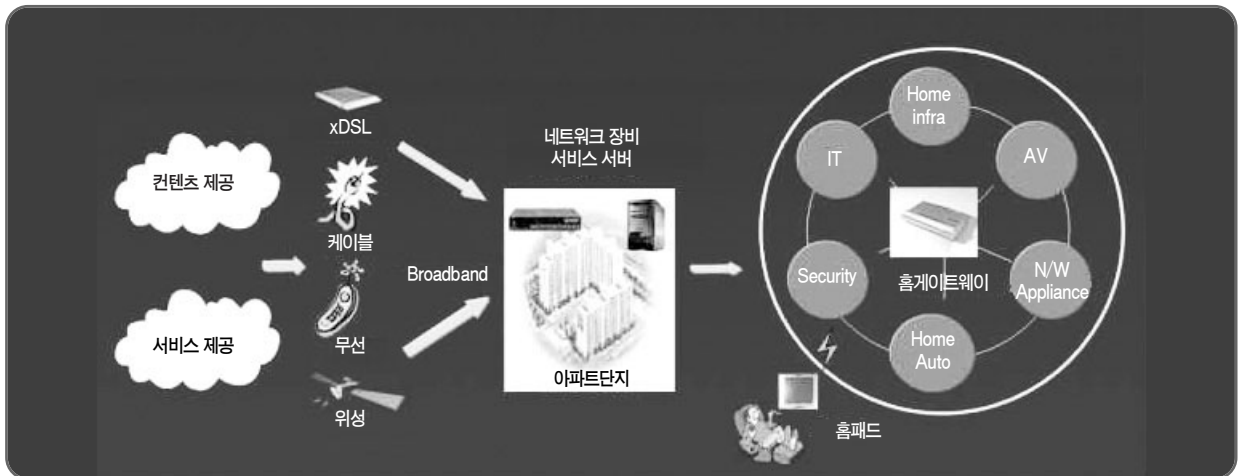 컨텐츠 제공
서비스 제공
xDSL
케이블
무선
위성
Broadband
네트워크 장비
서비스 서버
아파트단지
Home
infra
IT
AV
Security
홈게이트웨이
N/W
Appliance
Home
Auto
홈패드